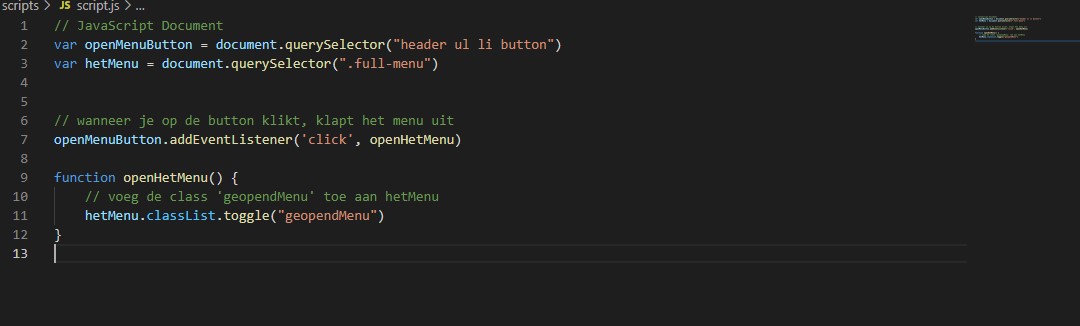 scripts > JS script.js > ...
1 // JavaScript Document
2 var openMenuButton = document.querySelector("header ul li button")
3 var hetMenu = document.querySelector(".full-menu")
4
5
6 // wanneer je op de button klikt, klapt het menu uit
7 openMenuButton.addEventListener('click', openHetMenu)
8
9 function openHetMenu() {
10     // voeg de class 'geopendMenu' toe aan hetMenu
11     hetMenu.classList.toggle("geopendMenu")
12 }
13